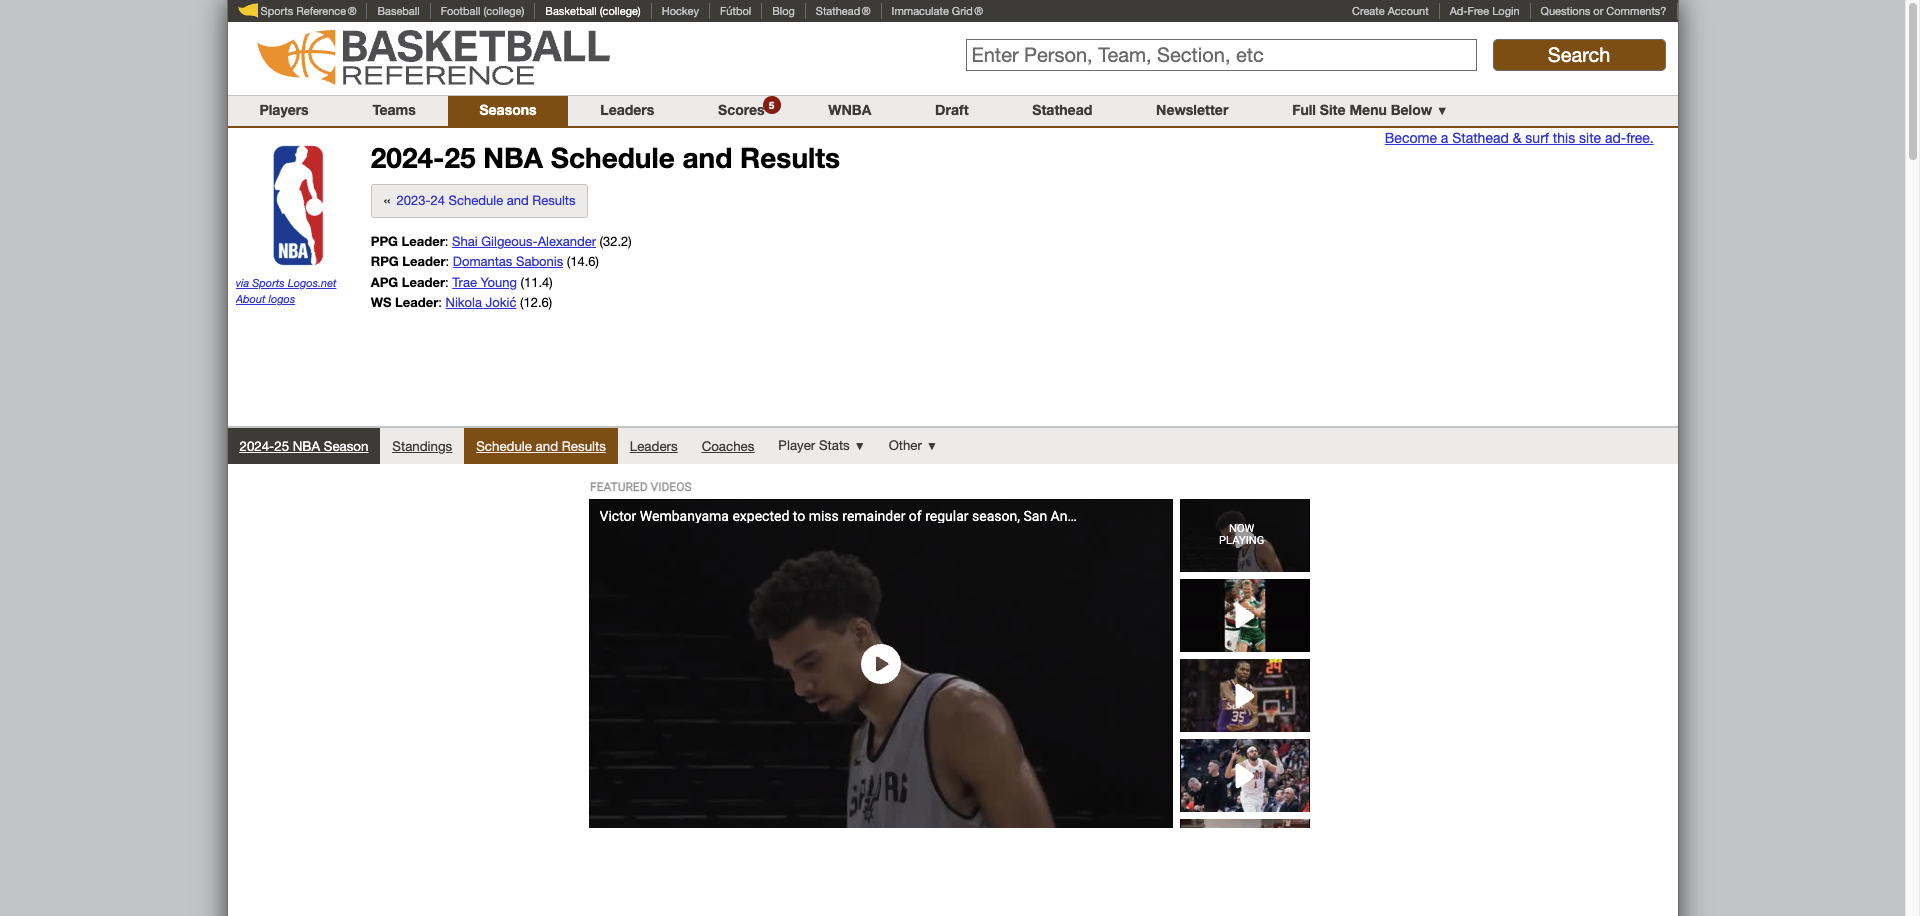 Sports Reference ® Baseball Football (college) Basketball (college) Hockey Fútbol Blog Stathead ® Immaculate Grid ® Create Account Ad-Free Login Questions or Comments?
BASKETBALL
REFERENCE
Enter Person, Team, Section, etc Search
Players Teams Seasons Leaders Scores 5 WNBA Draft Stathead Newsletter Full Site Menu Below ▼
Become a Stathead & surf this site ad-free.
NBA
via Sports Logos.net
About logos
2024-25 NBA Schedule and Results
« 2023-24 Schedule and Results
PPG Leader: Shai Gilgeous-Alexander (32.2)
RPG Leader: Domantas Sabonis (14.6)
APG Leader: Trae Young (11.4)
WS Leader: Nikola Jokić (12.6)
2024-25 NBA Season Standings Schedule and Results Leaders Coaches Player Stats ▼ Other ▼
FEATURED VIDEOS
Victor Wembanyama expected to miss remainder of regular season, San An...
SPURS
NOW
PLAYING
24
35
1